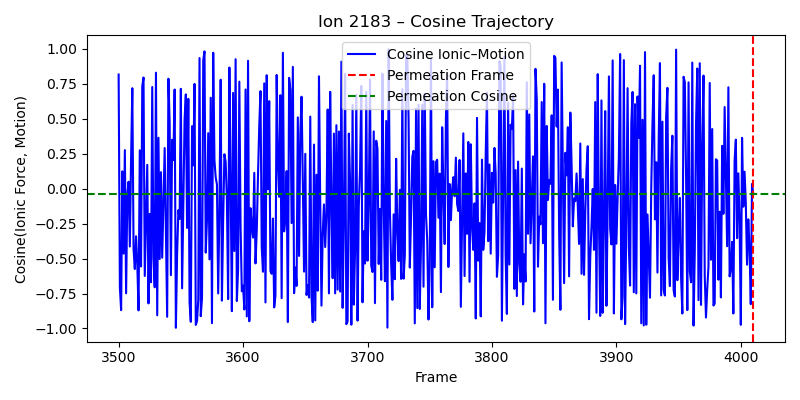 Ion 2183 – Cosine Trajectory
Cosine Ionic–Motion
Permeation Frame
Permeation Cosine
Cosine(Ionic Force, Motion)
1.00
0.75
0.50
0.25
0.00
−0.25
−0.50
−0.75
−1.00
3500 3600 3700 3800 3900 4000
Frame